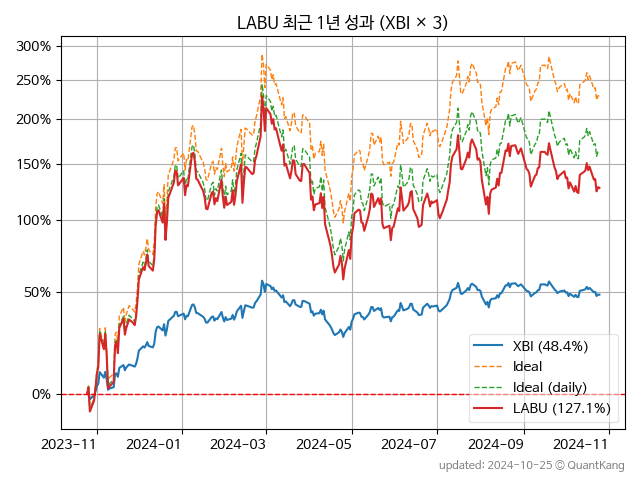 LABU 최근 1년 성과 (XBI × 3)
300%
250%
200%
150%
100%
50%
0%
XBI (48.4%)
Ideal
Ideal (daily)
LABU (127.1%)
2023-11
2024-01
2024-03
2024-05
2024-07
2024-09
2024-11
updated: 2024-10-25 © QuantKang